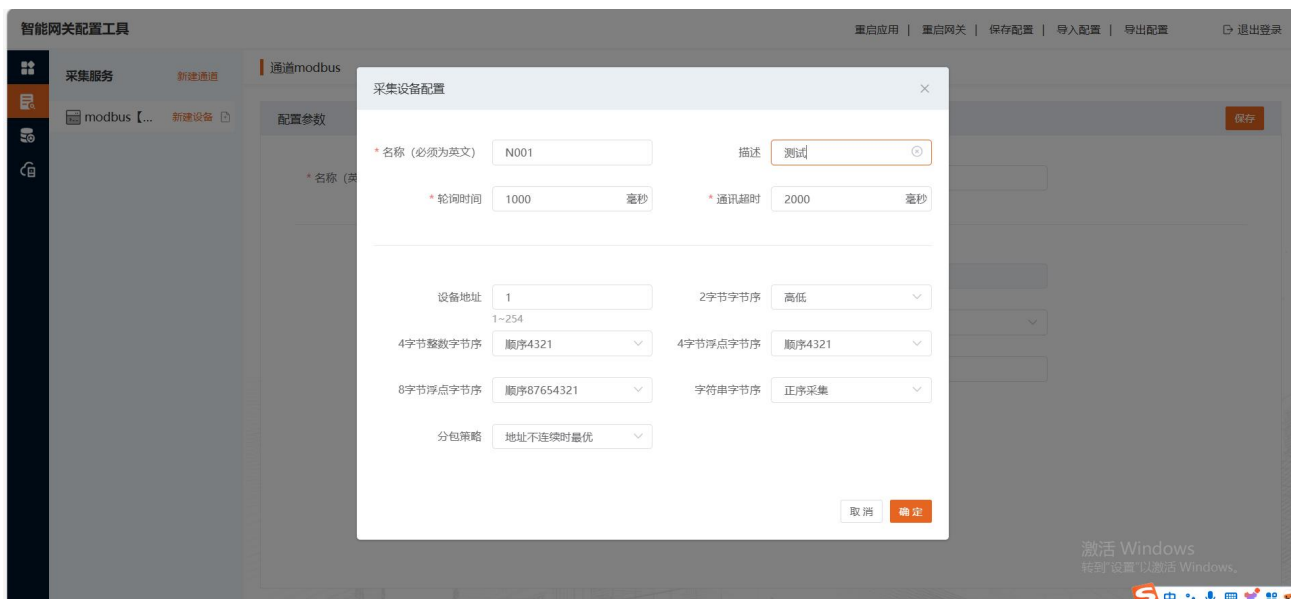 智能网关配置工具
重启应用 | 重启网关 | 保存配置 | 导入配置 | 导出配置 退出登录
采集服务 新建通道
通道modbus
modbus【... 新建设备
配置参数
保存
* 名称（英
采集设备配置
* 名称（必须为英文） N001 描述 测试
* 轮询时间 1000 毫秒 * 通讯超时 2000 毫秒
设备地址 1 2字节字节序 高低
1~254
4字节整数字节序 顺序4321 4字节浮点字节序 顺序4321
8字节浮点字节序 顺序87654321 字符串字节序 正序采集
分包策略 地址不连续时最优
取消 确定
激活 Windows
转到"设置"以激活 Windows。
中